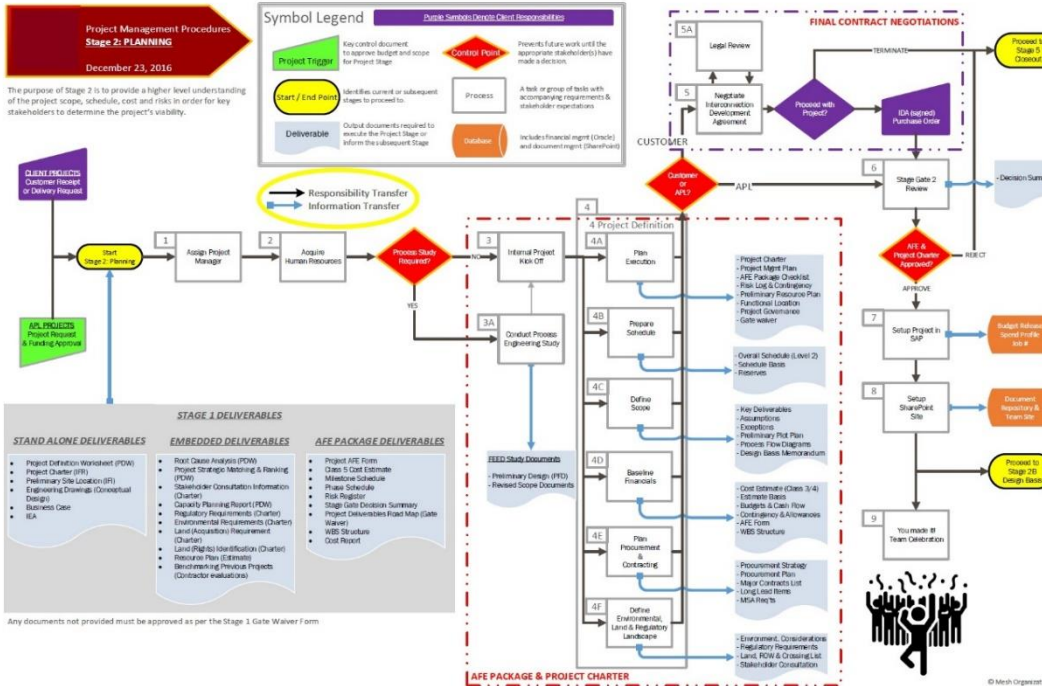 Project Management Procedures
Stage 2: PLANNING
December 23, 2016
The purpose of Stage 2 is to provide a higher level understanding
of the project scope, schedule, cost and risks in order for key
stakeholders to determine the project's viability.
Symbol Legend
Purple Symbols Denote Client Responsibilities
Project Trigger
Key control document
to approve budget and scope
for Project Stage
Control Point
Prevents future work until the
appropriate stakeholder(s) have
made a decision.
Start / End Point
Identifies current or subsequent
stages to proceed to
Process
A task or group of tasks with
accompanying requirements &
stakeholder expectations
Deliverable
Output documents required to
execute the Project Stage or
inform the subsequent Stage
Database
Includes financial mgmt (Oracle)
and document mgmt (SharePoint)
Responsibility Transfer
Information Transfer
FINAL CONTRACT NEGOTIATIONS
5A
Legal Review
5
Negotiate
Interconnection
Development
Agreement
Proceed with
Project?
TERMINATE
IDA (signed)
Purchase Order
Proceed to
Stage 5
Closeout
CUSTOMER
Customer
or
APL?
APL
6
Stage Gate 2
Review
- Decision Summ
AFE &
Project Charter
Approved?
REJECT
APPROVE
7
Setup Project in
SAP
Budget Release
Spend Profile
Job #
8
Setup
SharePoint
Site
Document
Repository &
Team Site
Proceed to
Stage 2B
Design Basis
9
You made it!
Team Celebration
CLIENT PROJECTS
Customer Receipt
or Delivery Request
Start
Stage 2: Planning
APL PROJECTS
Project Request
& Funding Approval
1
Assign Project
Manager
2
Acquire
Human Resources
Process Study
Required?
NO
YES
3
Internal Project
Kick Off
3A
Conduct Process
Engineering Study
FEED Study Documents
- Preliminary Design (PFD)
- Revised Scope Documents
4
4 Project Definition
4A
Plan
Execution
- Project Charter
- Project Mgmt Plan
- AFE Package Checklist
- Risk Log & Contingency
- Preliminary Resource Plan
- Functional Location
- Project Governance
- Gate waiver
4B
Prepare
Schedule
- Overall Schedule (Level 2)
- Schedule Basis
- Reserves
4C
Define
Scope
- Key Deliverables
- Assumptions
- Exceptions
- Preliminary Plot Plan
- Process Flow Diagrams
- Design Basis Memorandum
4D
Baseline
Financials
- Cost Estimate (Class 3/4)
- Estimate Basis
- Budgets & Cash Flow
- Contingency & Allowances
- AFE Form
- WBS Structure
4E
Plan
Procurement
&
Contracting
- Procurement Strategy
- Procurement Plan
- Major Contracts List
- Long Lead Items
- MSA Req'ts
4F
Define
Environmental,
Land & Regulatory
Landscape
- Environment. Considerations
- Regulatory Requirements
- Land, ROW & Crossing List
- Stakeholder Consultation
AFE PACKAGE & PROJECT CHARTER
STAGE 1 DELIVERABLES
STAND ALONE DELIVERABLES
• Project Definition Worksheet (PDW)
• Project Charter (IFR)
• Preliminary Site Location (IFI)
• Engineering Drawings (Conceptual
Design)
• Business Case
• IEA
EMBEDDED DELIVERABLES
• Root Cause Analysis (PDW)
• Project Strategic Matching & Ranking
(PDW)
• Stakeholder Consultation Information
(Charter)
• Capacity Planning Report (PDW)
• Regulatory Requirements (Charter)
• Environmental Requirements (Charter)
• Land (Acquisition) Requirement
(Charter)
• Land (Rights) Identification (Charter)
• Resource Plan (Estimate)
• Benchmarking Previous Projects
(Contractor evaluations)
AFE PACKAGE DELIVERABLES
• Project AFE Form
• Class 5 Cost Estimate
• Milestone Schedule
• Phase Schedule
• Risk Register
• Stage Gate Decision Summary
• Project Deliverables Road Map (Gate
Waiver)
• WBS Structure
• Cost Report
Any documents not provided must be approved as per the Stage 1 Gate Waiver Form
© Mesh Organizat